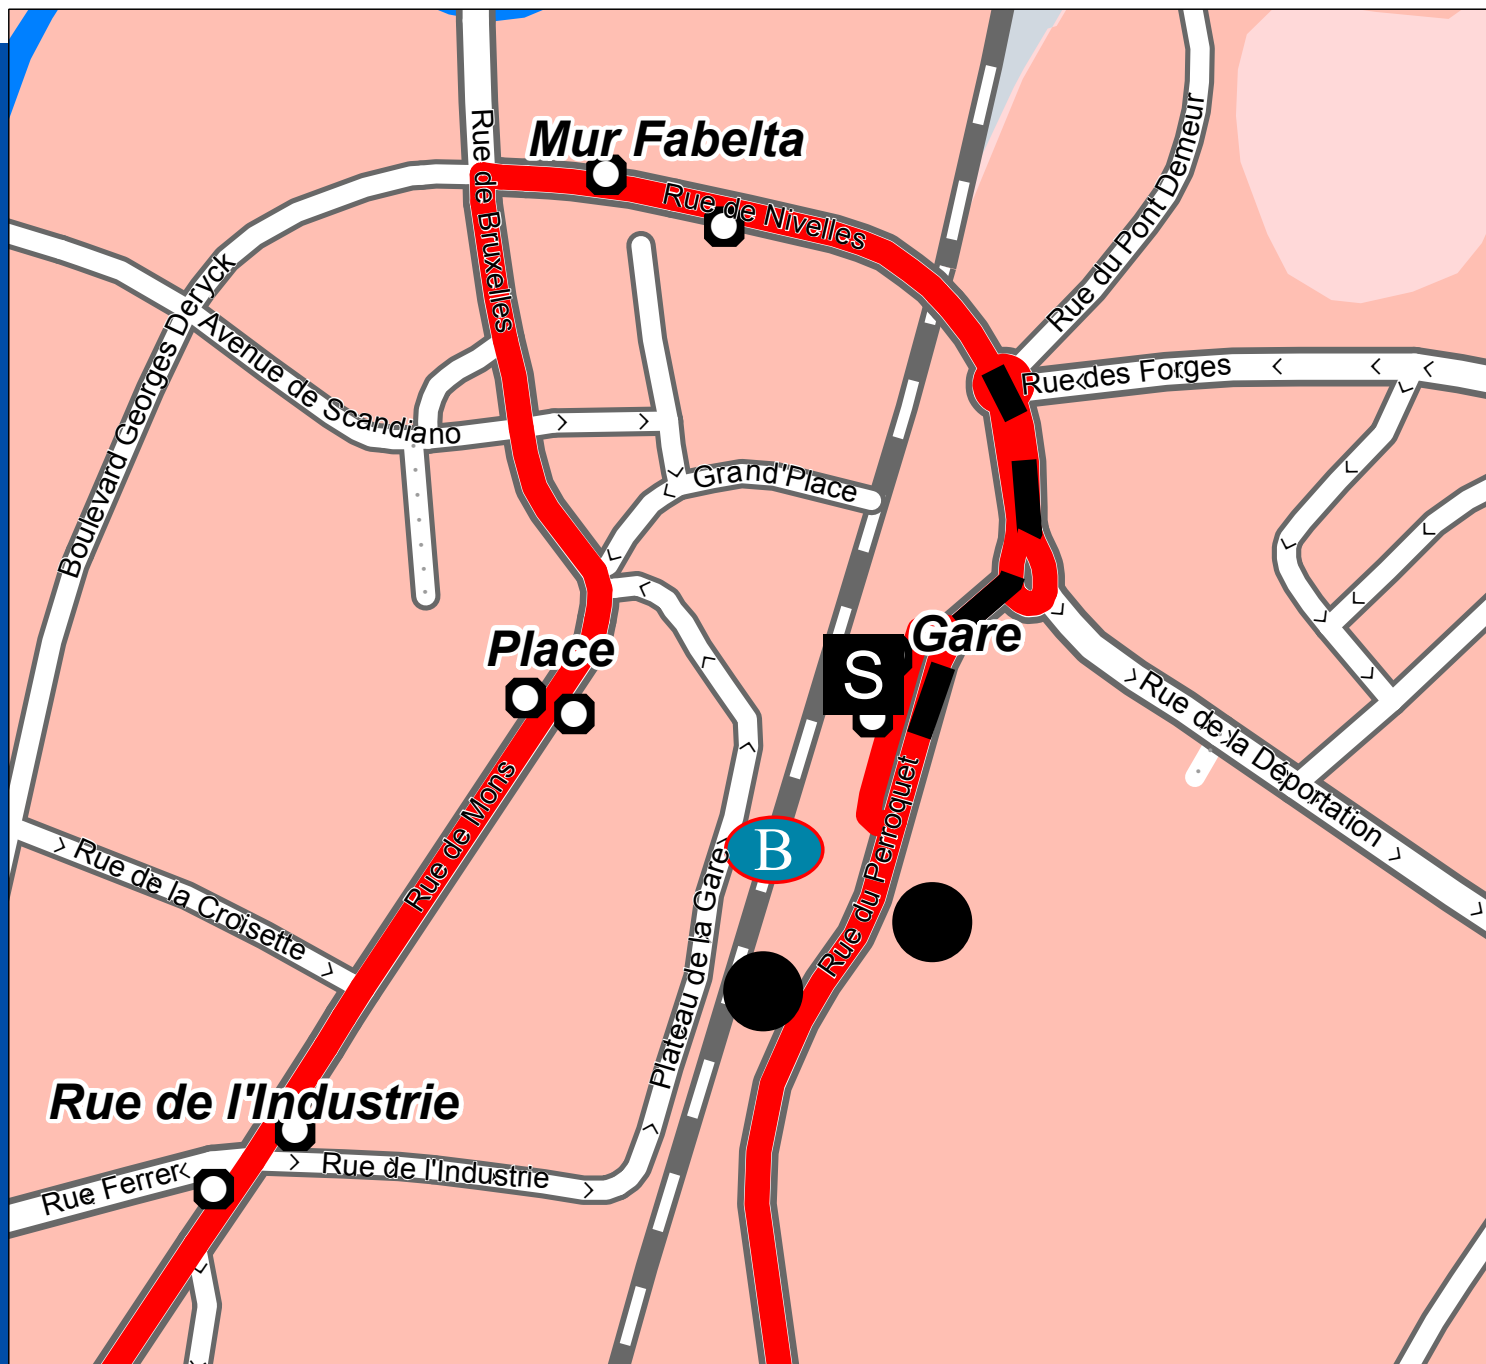 Mur Fabelta
Rue de Bruxelles
Rue de Nivelles
Rue du Pont Demeur
Boulevard Georges Deryck
Avenue de Scandiano
Rue des Forges
Grand'Place
Place
Gare
S
Rue de la Déportation
Rue de Mons
Rue du Perroquet
B
Rue de la Croisette
Plateau de la Gare
Rue de l'Industrie
Rue Ferrer
Rue de l'Industrie